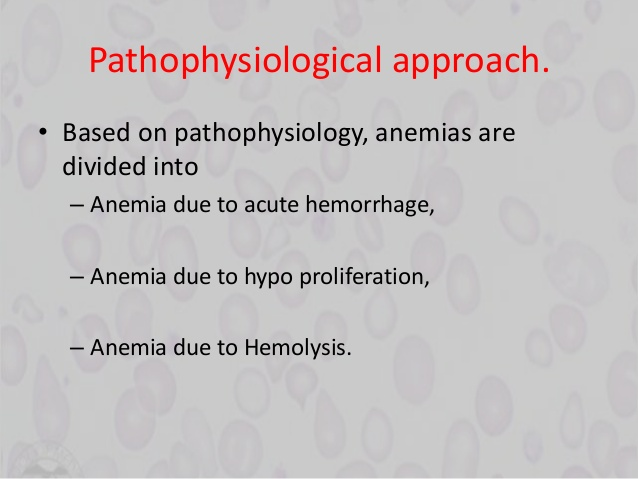 Pathophysiological approach.
• Based on pathophysiology, anemias are
divided into
– Anemia due to acute hemorrhage,
– Anemia due to hypo proliferation,
– Anemia due to Hemolysis.